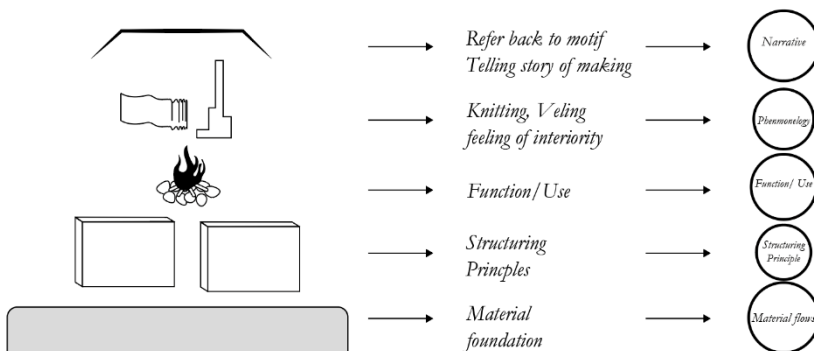 Refer back to motif
Telling story of making
Narrative
Knitting, Veling
feeling of interiority
Phenmonelogy
Function/Use
Function/ Use
Structuring
Princples
Structuring
Principle
Material
foundation
Material flows